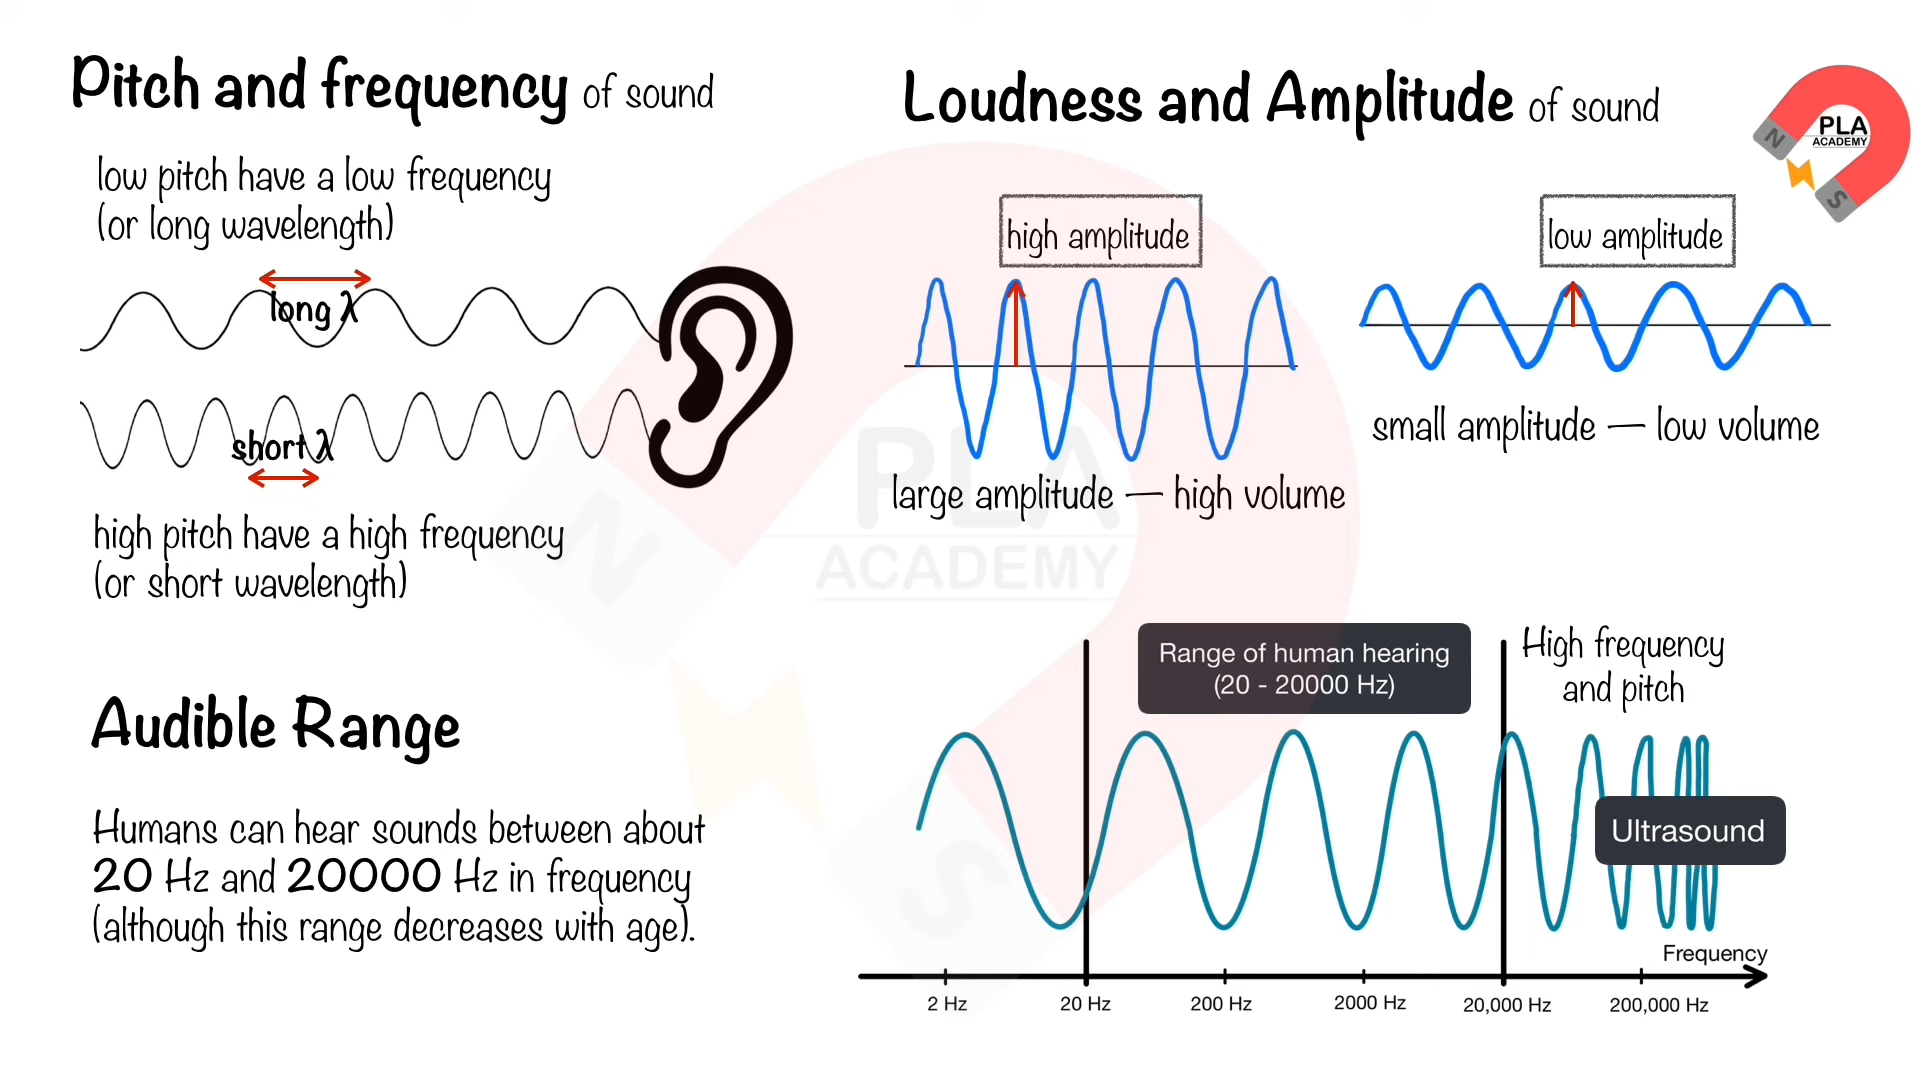 Pitch and frequency of sound
low pitch have a low frequency
(or long wavelength)
long λ
short λ
high pitch have a high frequency
(or short wavelength)
Audible Range
Humans can hear sounds between about
20 Hz and 20000 Hz in frequency
(although this range decreases with age).
Loudness and Amplitude of sound
high amplitude
large amplitude — high volume
low amplitude
small amplitude — low volume
N
PLA
ACADEMY
S
N
PLA
ACADEMY
S
Range of human hearing
(20 - 20000 Hz)
High frequency
and pitch
Ultrasound
Frequency
2 Hz
20 Hz
200 Hz
2000 Hz
20,000 Hz
200,000 Hz